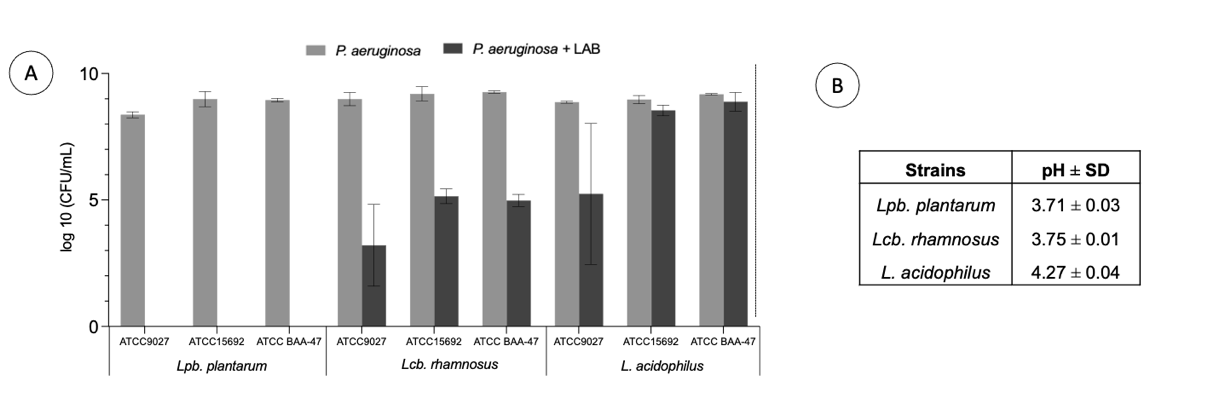 P. aeruginosa P. aeruginosa + LAB
A
10
5
0
log 10 (CFU/mL)
ATCC9027 ATCC15692 ATCC BAA-47 ATCC9027 ATCC15692 ATCC BAA-47 ATCC9027 ATCC15692 ATCC BAA-47
Lpb. plantarum Lcb. rhamnosus L. acidophilus
B
Strains pH ± SD
Lpb. plantarum 3.71 ± 0.03
Lcb. rhamnosus 3.75 ± 0.01
L. acidophilus 4.27 ± 0.04